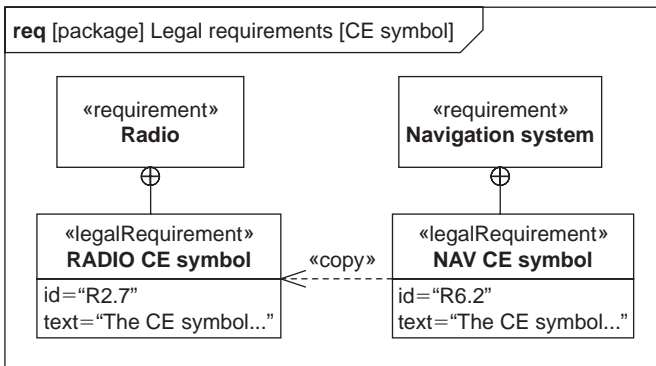 req [package] Legal requirements [CE symbol]
«requirement»
Radio
«requirement»
Navigation system
«legalRequirement»
RADIO CE symbol
id=“R2.7”
text=“The CE symbol...”
«copy»
«legalRequirement»
NAV CE symbol
id=“R6.2”
text=“The CE symbol...”